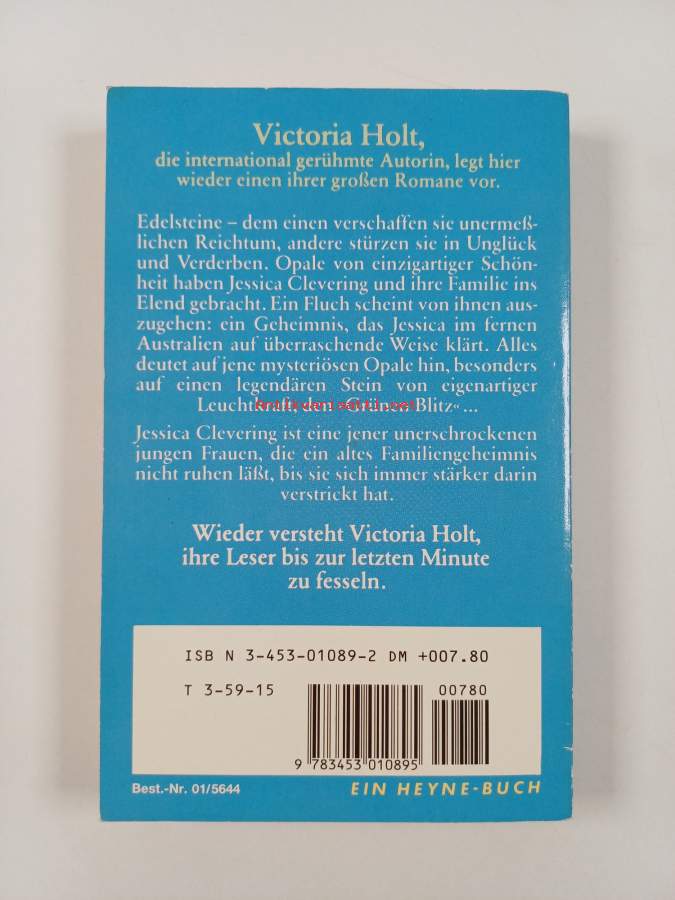 Victoria Holt,
die international gerühmte Autorin, legt hier
wieder einen ihrer großen Romane vor.
Edelsteine – dem einen verschaffen sie unermeß-
lichen Reichtum, andere stürzen sie in Unglück
und Verderben. Opale von einzigartiger Schön-
heit haben Jessica Clevering und ihre Familie ins
Elend gebracht. Ein Fluch scheint von ihnen aus-
zugehen: ein Geheimnis, das Jessica im fernen
Australien auf überraschende Weise klärt. Alles
deutet auf jene mysteriösen Opale hin, besonders
auf einen legendären Stein von eigenartiger
Blitz« ...
Jessica Clevering ist eine jener unerschrockenen
jungen Frauen, die ein altes Familiengeheimnis
nicht ruhen läßt, bis sie sich immer stärker darin
verstrickt hat.
Wieder versteht Victoria Holt,
ihre Leser bis zur letzten Minute
zu fesseln.
ISB N 3-453-01089-2 DM +007.80
T 3-59-15
00780
9 783453 010895
Best.-Nr. 01/5644
EIN HEYNE-BUCH